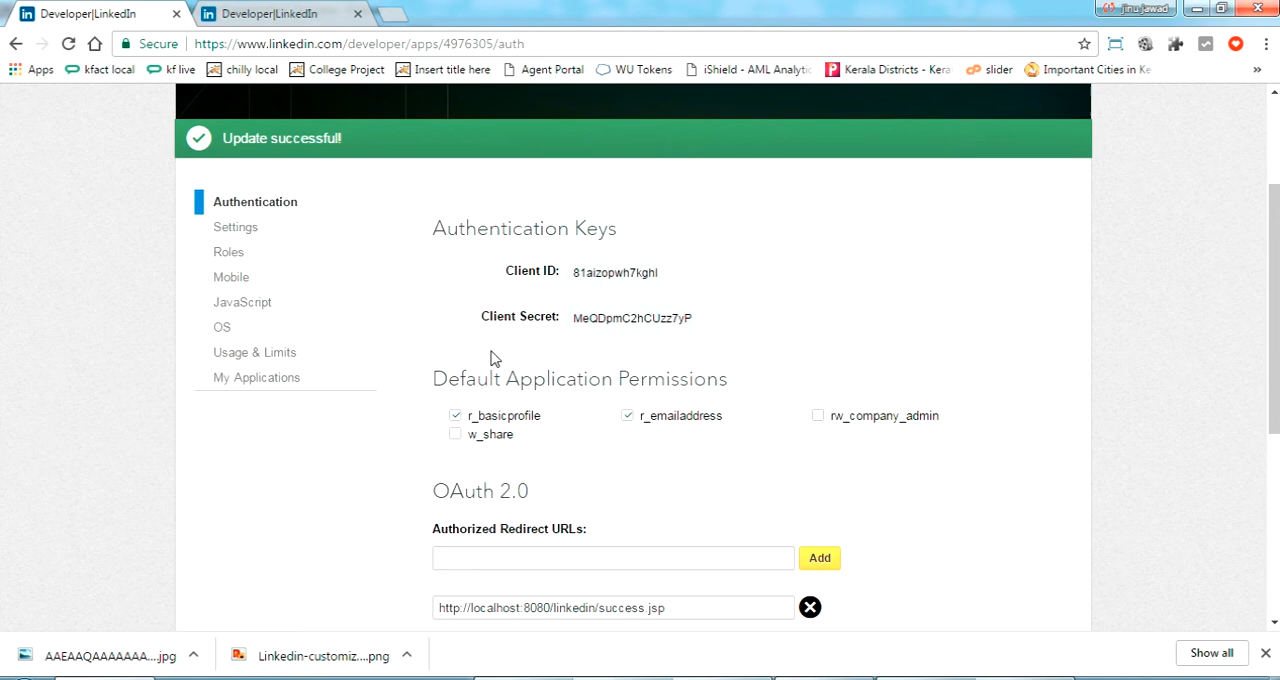 Developer|LinkedIn
Developer|LinkedIn
jinu jawad
Secure
https://www.linkedin.com/developer/apps/4976305/auth
Apps
kfact local
kf live
chilly local
College Project
Insert title here
Agent Portal
WU Tokens
iShield - AML Analytic
Kerala Districts - Kera
slider
Important Cities in Ke
»
Update successful!
Authentication
Settings
Roles
Mobile
JavaScript
OS
Usage & Limits
My Applications
Authentication Keys
Client ID: 81aizopwh7kghl
Client Secret: MeQDpmC2hCUzz7yP
Default Application Permissions
r_basicprofile
r_emailaddress
rw_company_admin
w_share
OAuth 2.0
Authorized Redirect URLs:
Add
http://localhost:8080/linkedin/success.jsp
AAEAAQAAAAAAA....jpg
Linkedin-customiz....png
Show all